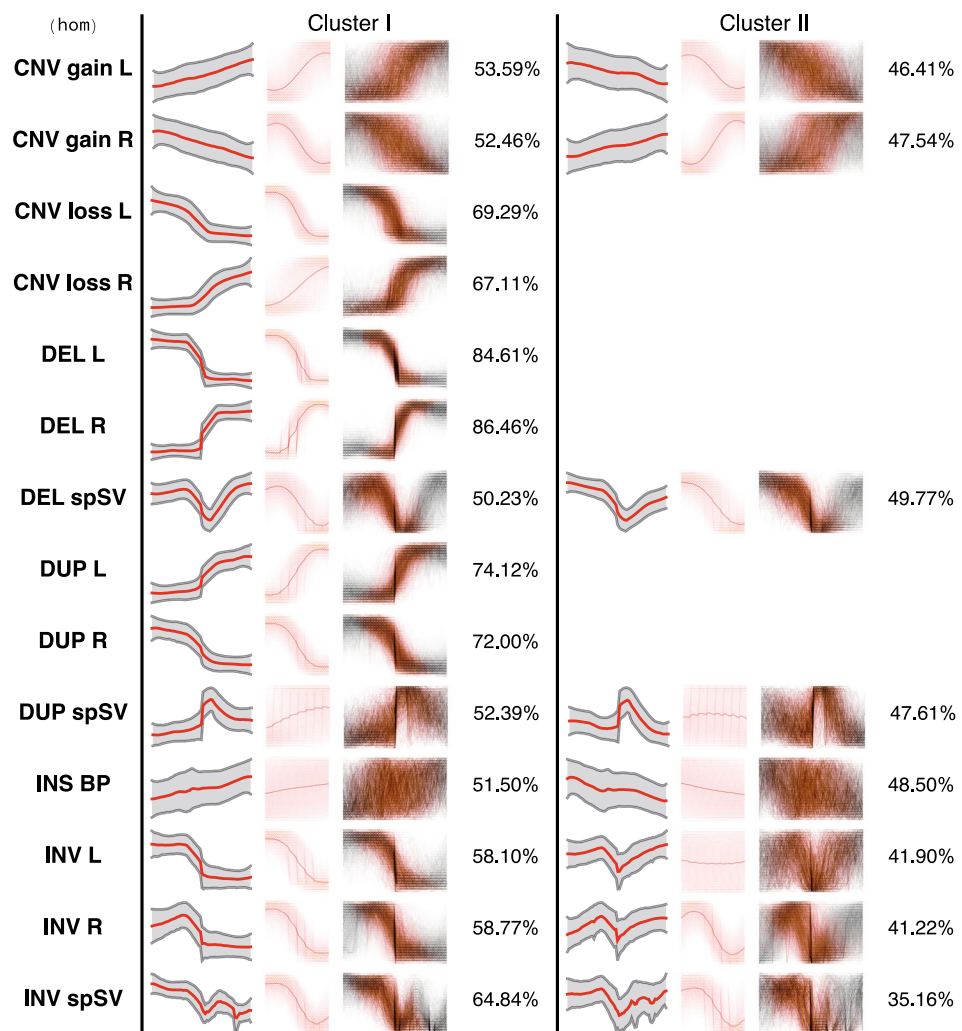 (hom) Cluster I Cluster II
CNV gain L 53.59% 46.41%
CNV gain R 52.46% 47.54%
CNV loss L 69.29%
CNV loss R 67.11%
DEL L 84.61%
DEL R 86.46%
DEL spSV 50.23% 49.77%
DUP L 74.12%
DUP R 72.00%
DUP spSV 52.39% 47.61%
INS BP 51.50% 48.50%
INV L 58.10% 41.90%
INV R 58.77% 41.22%
INV spSV 64.84% 35.16%